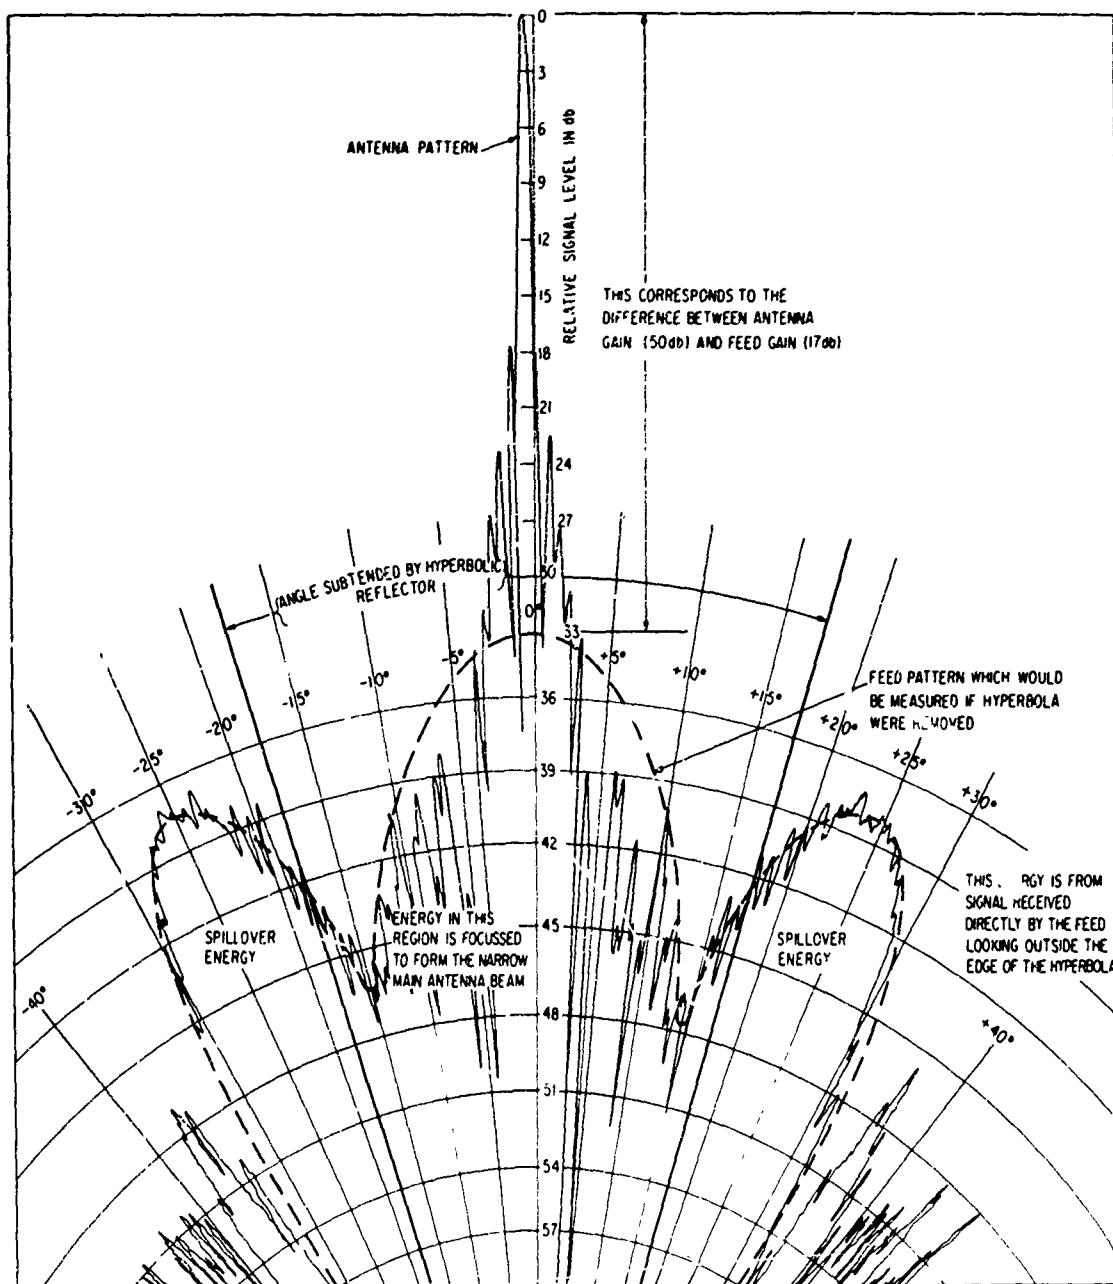 0
3
6
9
12
15
18
21
24
27
30
33
36
39
42
45
48
51
54
57
RELATIVE SIGNAL LEVEL IN db
ANTENNA PATTERN
THIS CORRESPONDS TO THE
DIFFERENCE BETWEEN ANTENNA
GAIN (50db) AND FEED GAIN (17db)
ANGLE SUBTENDED BY HYPERBOLIC
REFLECTOR
0°
-5°
-10°
-15°
-20°
-25°
-30°
-40°
+5°
+10°
+15°
+20°
+25°
+30°
+40°
FEED PATTERN WHICH WOULD
BE MEASURED IF HYPERBOLA
WERE REMOVED
SPILLOVER
ENERGY
ENERGY IN THIS
REGION IS FOCUSSED
TO FORM THE NARROW
MAIN ANTENNA BEAM
SPILLOVER
ENERGY
THIS RGY IS FROM
SIGNAL RECEIVED
DIRECTLY BY THE FEED
LOOKING OUTSIDE THE
EDGE OF THE HYPERBOLA